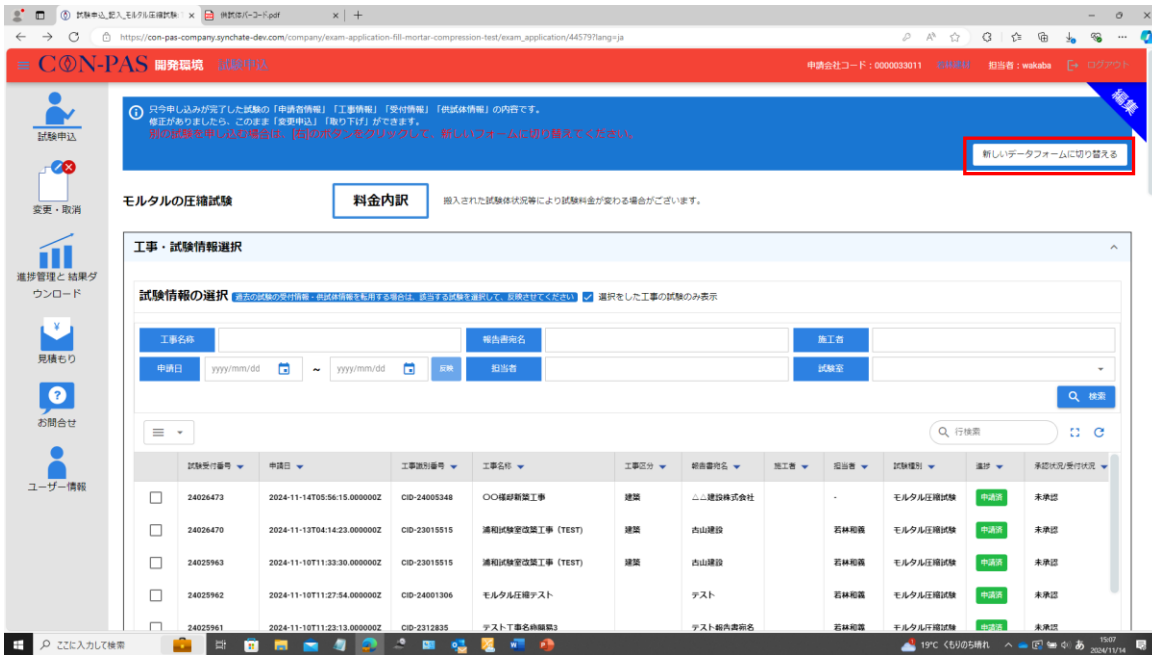 試験申込_記入_モルタル圧縮試験
供試体バーコード.pdf
https://con-pas-company.synchate-dev.com/company/exam-application-fill-mortar-compression-test/exam_application/44579?lang=ja
CON-PAS 開発環境 試験申込
申請会社コード : 0000033011
担当者 : wakaba
ログアウト
編集
只今申し込みが完了した試験の「申請者情報」「工事情報」「受付情報」「供試体情報」の内容です。
修正がありましたら、このまま「変更申込」「取り下げ」ができます。
別の試験を申し込む場合は、[右]のボタンをクリックして、新しいフォームに切り替えてください。
新しいデータフォームに切り替える
試験申込
変更・取消
進捗管理と結果ダ
ウンロード
見積もり
お問合せ
ユーザー情報
モルタルの圧縮試験
料金内訳
搬入された試験体状況等により試験料金が変わる場合がございます。
工事・試験情報選択
試験情報の選択 過去の試験の受付情報・供試体情報を転用する場合は、該当する試験を選択して、反映させてください 選択をした工事の試験のみ表示
工事名称 報告書宛名 施工者
申請日 yyyy/mm/dd ~ yyyy/mm/dd 反映 担当者 試験室
検索
行検索
試験受付番号 申請日 工事識別番号 工事名称 工事区分 報告書宛名 施工者 担当者 試験種別 進捗 承認状況/受付状況
24026473 2024-11-14T05:56:15.000000Z CID-24005348 〇〇様邸新築工事 建築 △△建設株式会社 - モルタル圧縮試験 申請済 未承認
24026470 2024-11-13T04:14:23.000000Z CID-23015515 浦和試験室改築工事 (TEST) 建築 古山建設 若林和義 モルタル圧縮試験 申請済 未承認
24025963 2024-11-10T11:33:30.000000Z CID-23015515 浦和試験室改築工事 (TEST) 建築 古山建設 若林和義 モルタル圧縮試験 申請済 未承認
24025962 2024-11-10T11:27:54.000000Z CID-24001306 モルタル圧縮テスト テスト 若林和義 モルタル圧縮試験 申請済 未承認
24025961 2024-11-10T11:23:13.000000Z CID-2312835 テスト工事名称簡易3 テスト報告書宛名 若林和義 モルタル圧縮試験 申請済 未承認
ここに入力して検索
19°C くもりのち晴れ
あ
15:07
2024/11/14